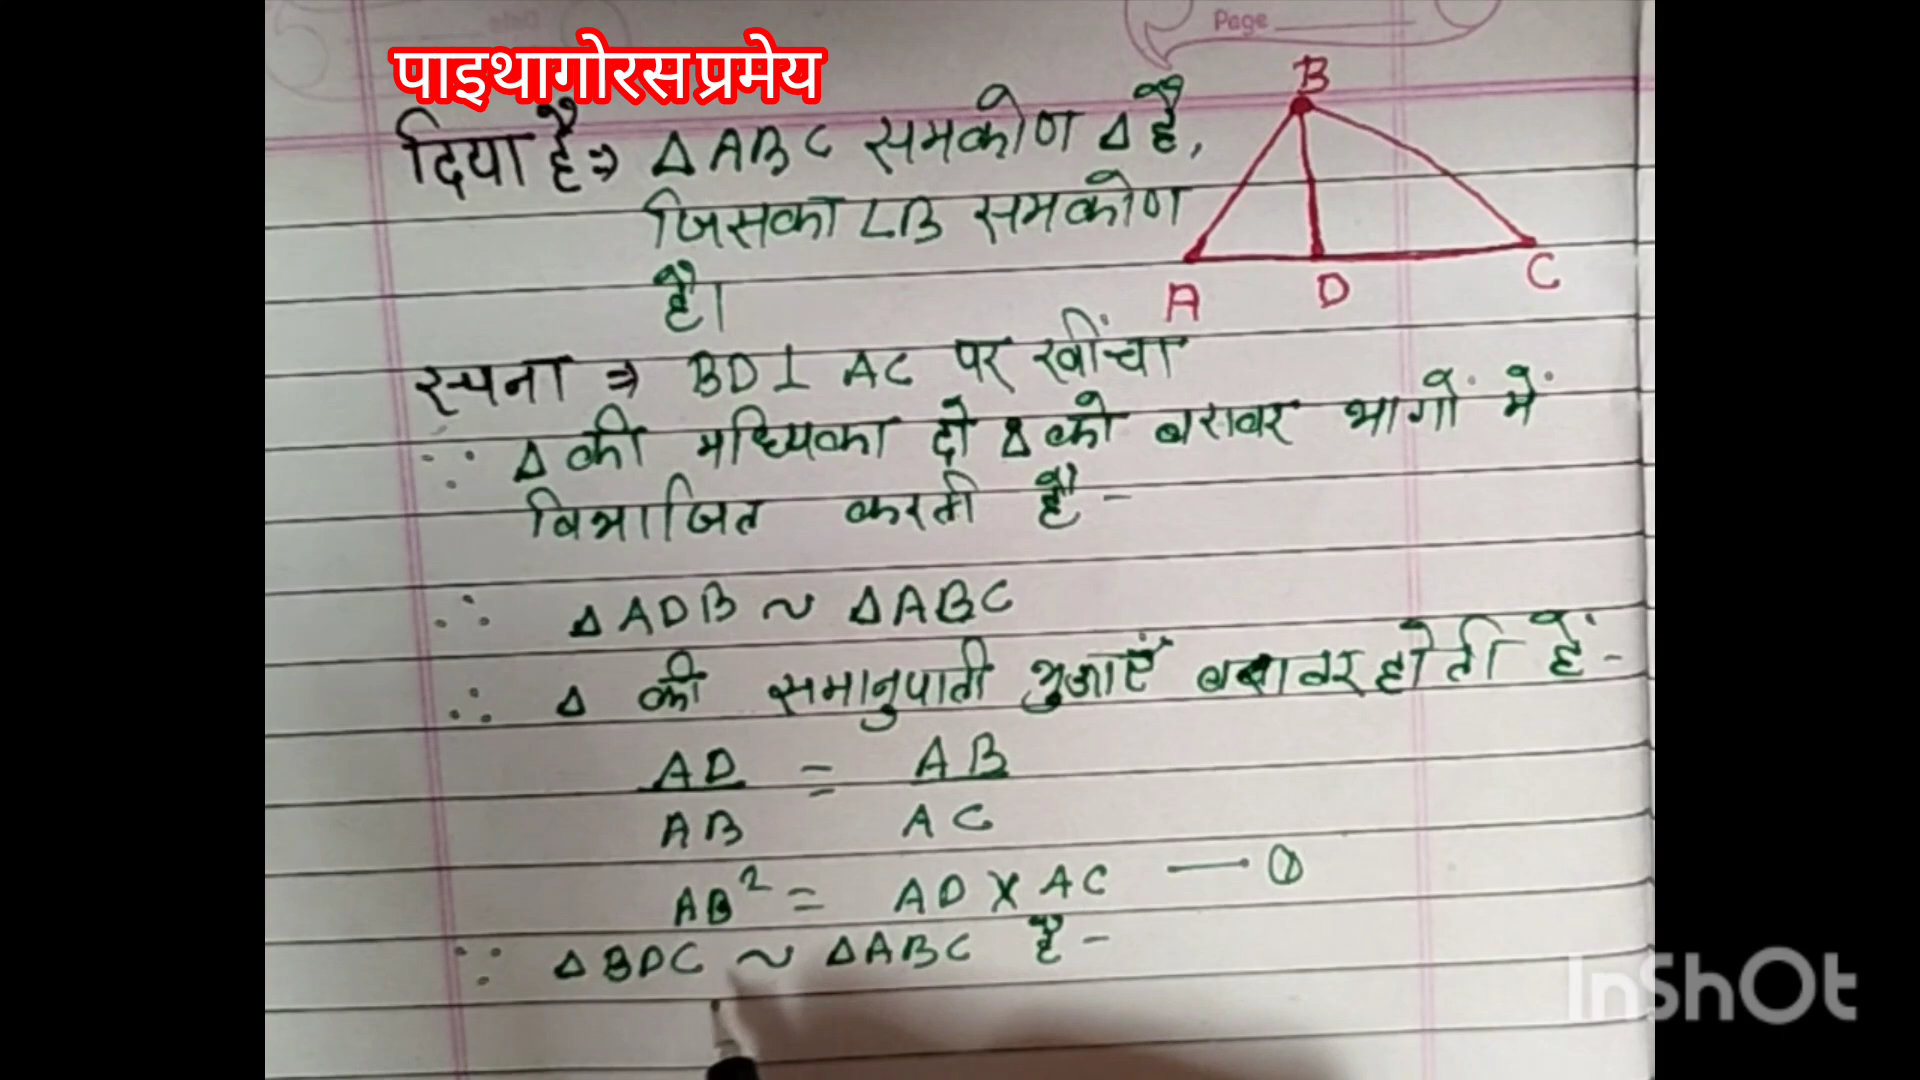 Page
पाइथागोरस प्रमेय
दिया है ⇒ Δ ABC समकोण Δ है,
जिसका ∠B समकोण
है।
B
A D C
रचना ⇒ BD ⊥ AC पर खींचा
∵ Δ की मध्यिका दो Δ को बराबर भागों में
विभाजित करती है -
∴ Δ ADB ~ Δ ABC
∴ Δ की समानुपाती भुजाएँ बराबर होती हैं -
AD/AB = AB/AC
AB² = AD × AC — ①
∵ Δ BDC ~ Δ ABC है -
InShOt